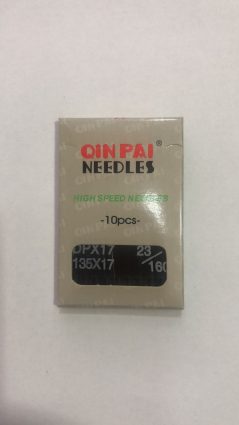 QIN PAI®
NEEDLES
HIGH SPEED NEEDLES
-10pcs-
DPX17 23/160
135X17